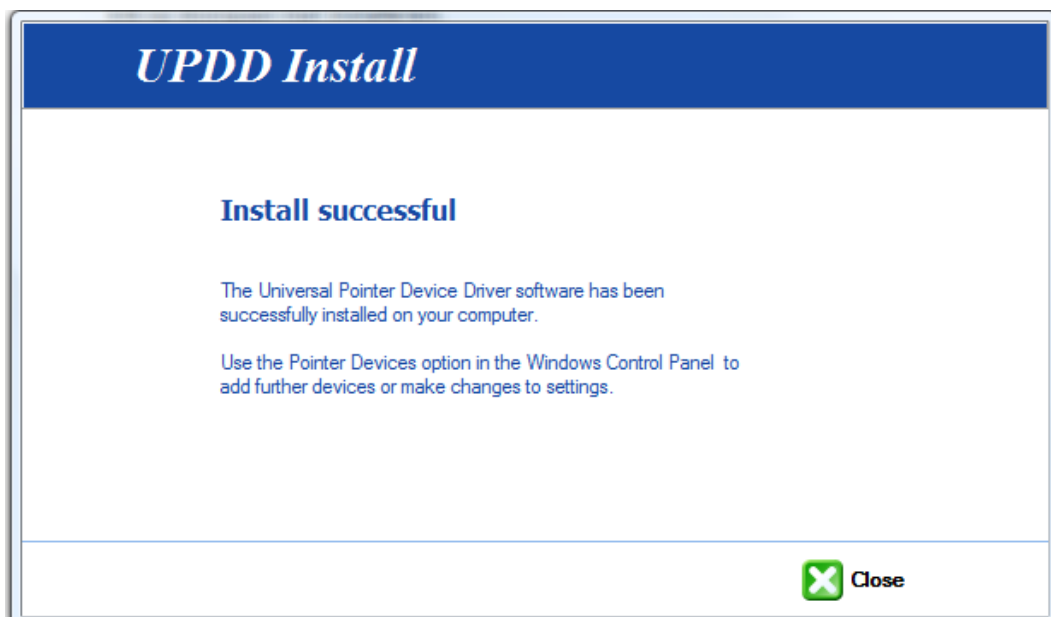 UPDD Install
Install successful
The Universal Pointer Device Driver software has been
successfully installed on your computer.
Use the Pointer Devices option in the Windows Control Panel to
add further devices or make changes to settings.
Close